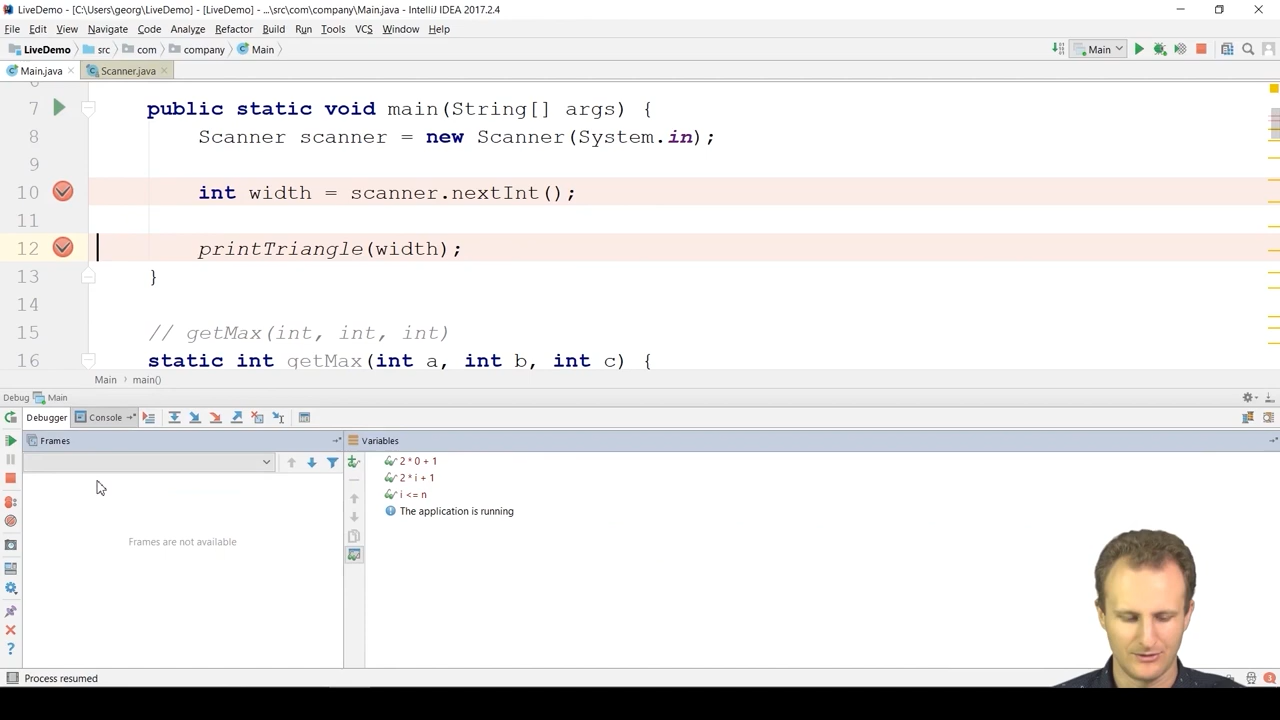 LiveDemo - [C:\Users\georg\LiveDemo] - [LiveDemo] - ...\src\com\company\Main.java - IntelliJ IDEA 2017.2.4
File Edit View Navigate Code Analyze Refactor Build Run Tools VCS Window Help
LiveDemo src com company Main Main
Main.java Scanner.java
7 public static void main(String[] args) {
8 Scanner scanner = new Scanner(System.in);
9
10 int width = scanner.nextInt();
11
12 printTriangle(width);
13 }
14
15 // getMax(int, int, int)
16 static int getMax(int a, int b, int c) {
Main main()
Debug Main
Debugger Console
Frames Variables
2 * 0 + 1
2 * i + 1
i <= n
The application is running
Frames are not available
?
Process resumed
3